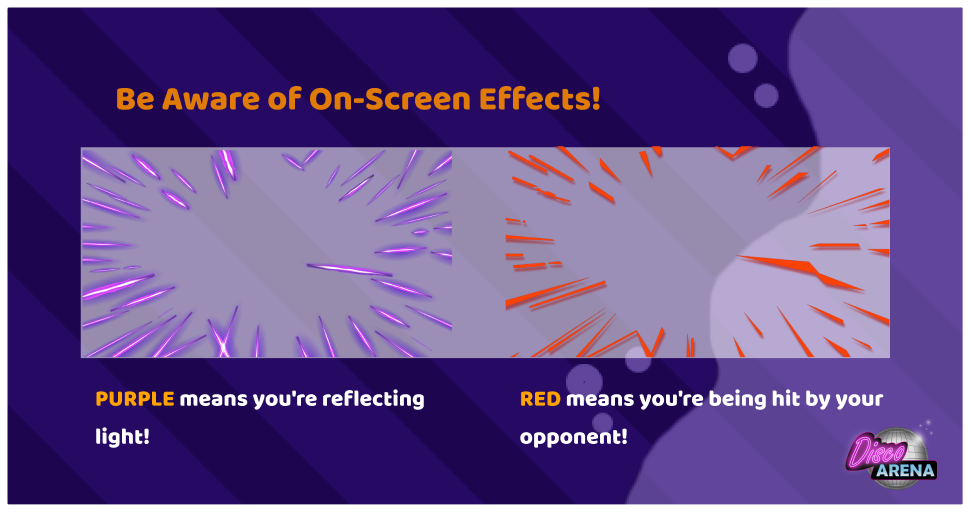 Be Aware of On-Screen Effects!
PURPLE means you're reflecting
light!
RED means you're being hit by your
opponent!
Disco
ARENA